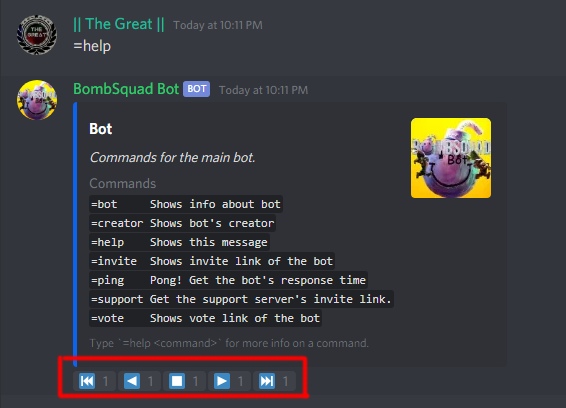 || The Great || Today at 10:11 PM
=help
BombSquad Bot BOT Today at 10:11 PM
Bot
Commands for the main bot.
Commands
=bot Shows info about bot
=creator Shows bot's creator
=help Shows this message
=invite Shows invite link of the bot
=ping Pong! Get the bot's response time
=support Get the support server's invite link.
=vote Shows vote link of the bot
Type `=help <command>` for more info on a command.
⏮ 1 ◀ 1 ⏹ 1 ▶ 1 ⏭ 1